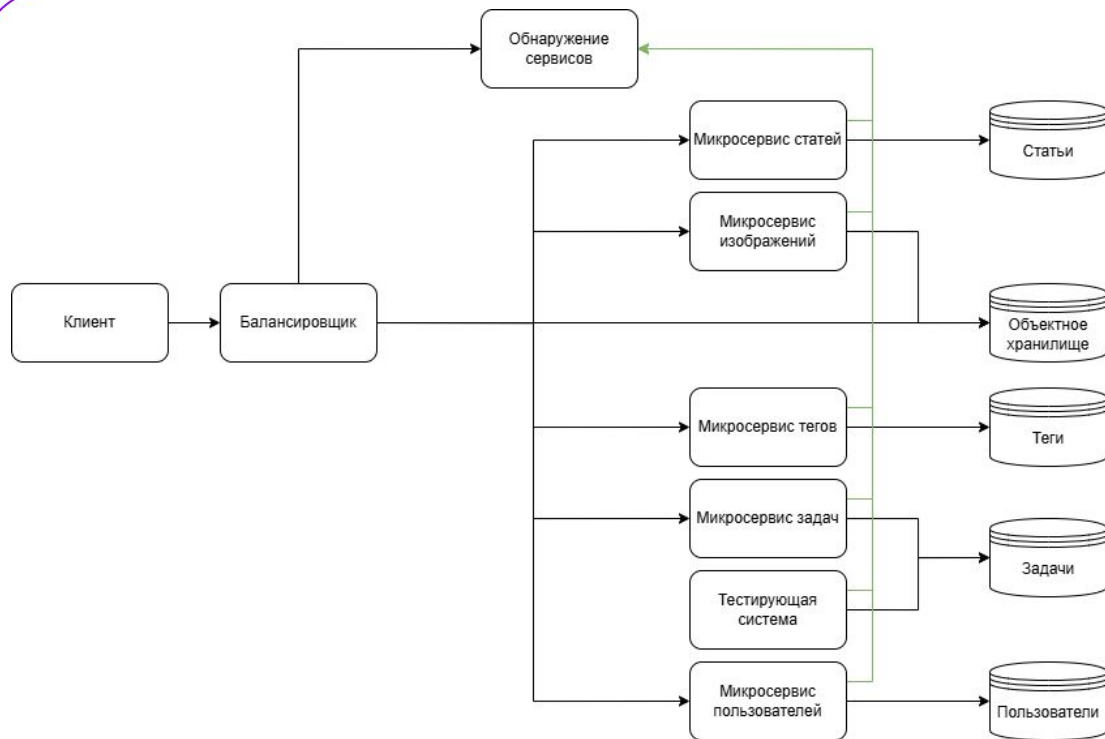 Обнаружение
сервисов
Микросервис статей
Статьи
Микросервис
изображений
Клиент
Балансировщик
Объектное
хранилище
Микросервис тегов
Теги
Микросервис задач
Задачи
Тестирующая
система
Микросервис
пользователей
Пользователи